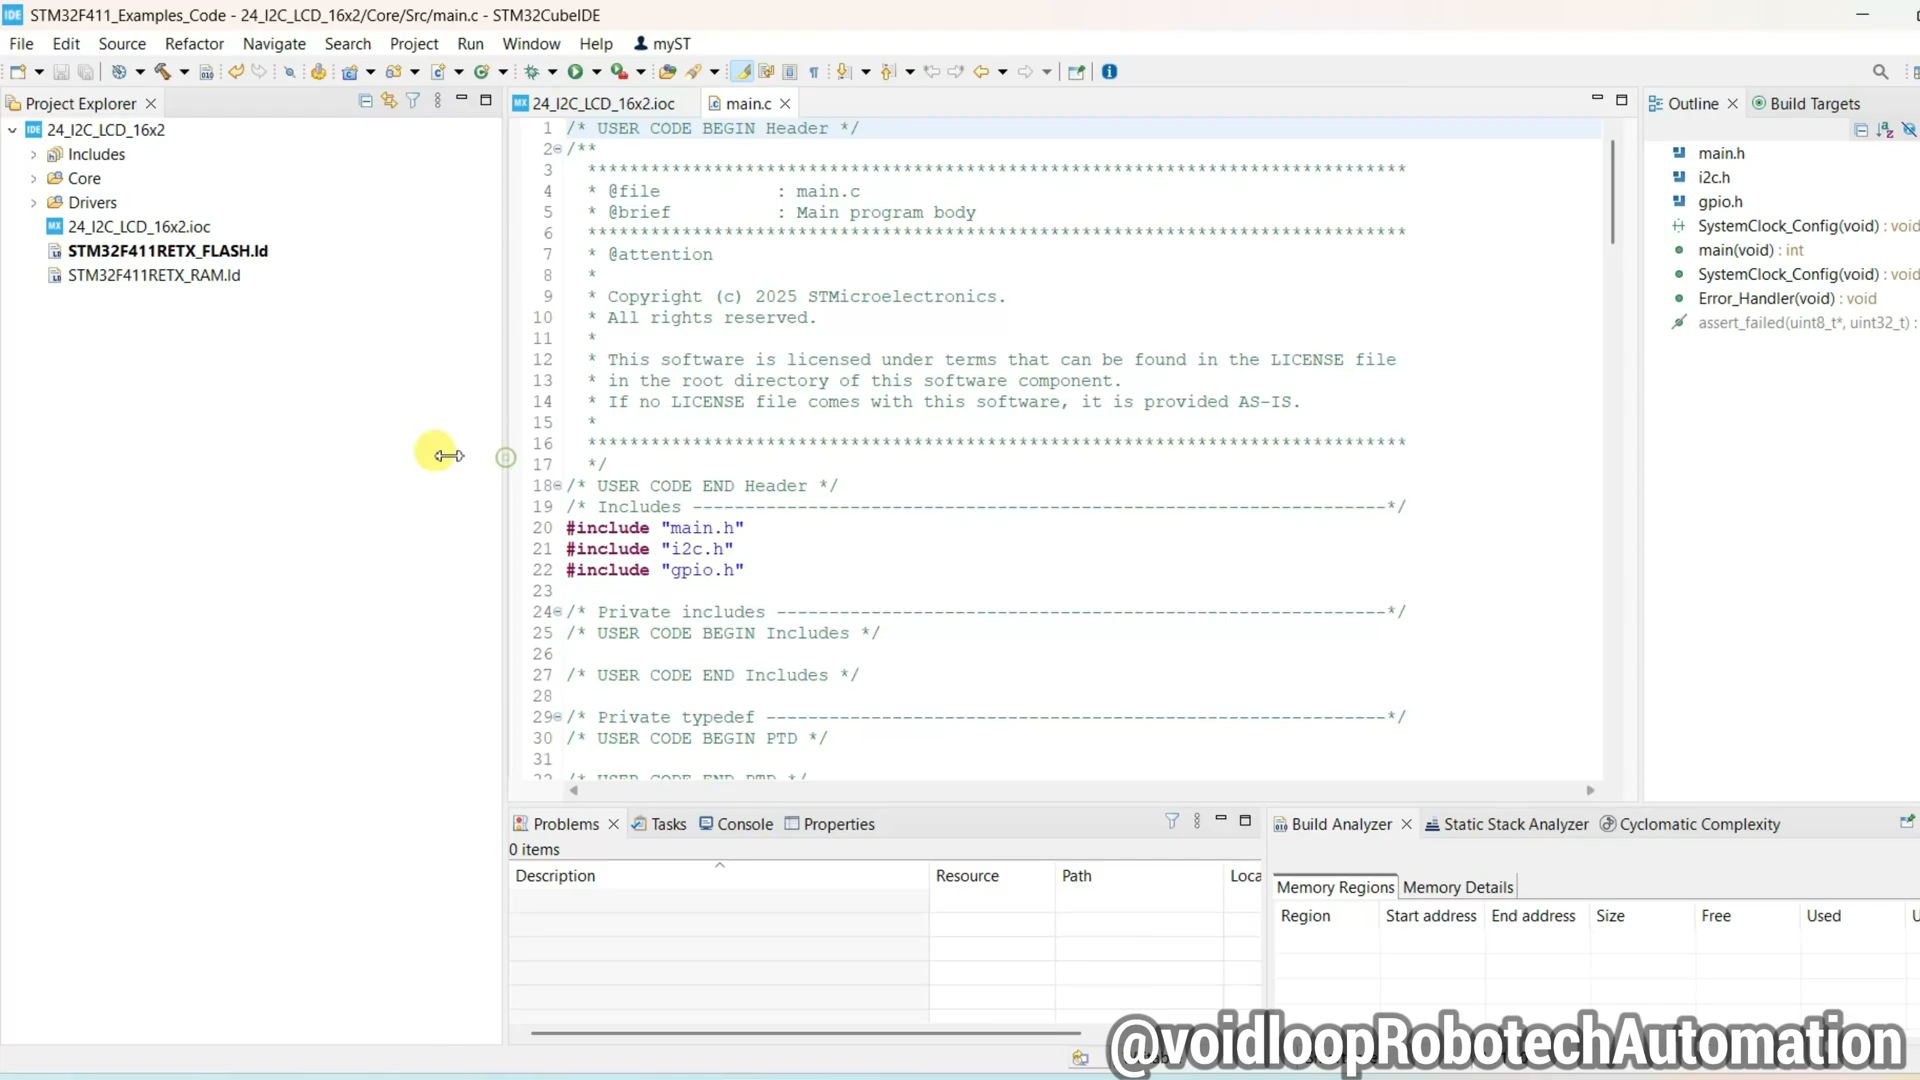 IDE STM32F411_Examples_Code - 24_I2C_LCD_16x2/Core/Src/main.c - STM32CubeIDE
File Edit Source Refactor Navigate Search Project Run Window Help myST
Project Explorer
IDE 24_I2C_LCD_16x2
Includes
Core
Drivers
MX 24_I2C_LCD_16x2.ioc
STM32F411RETX_FLASH.ld
STM32F411RETX_RAM.ld
MX 24_I2C_LCD_16x2.ioc
main.c
1 /* USER CODE BEGIN Header */
2 /**
3 ******************************************************************************
4 * @file : main.c
5 * @brief : Main program body
6 ******************************************************************************
7 * @attention
8 *
9 * Copyright (c) 2025 STMicroelectronics.
10 * All rights reserved.
11 *
12 * This software is licensed under terms that can be found in the LICENSE file
13 * in the root directory of this software component.
14 * If no LICENSE file comes with this software, it is provided AS-IS.
15 *
16 ******************************************************************************
17 */
18 /* USER CODE END Header */
19 /* Includes ------------------------------------------------------------------*/
20 #include "main.h"
21 #include "i2c.h"
22 #include "gpio.h"
23
24 /* Private includes ----------------------------------------------------------*/
25 /* USER CODE BEGIN Includes */
26
27 /* USER CODE END Includes */
28
29 /* Private typedef -----------------------------------------------------------*/
30 /* USER CODE BEGIN PTD */
31
32 /* USER CODE END PTD */
Outline
Build Targets
main.h
i2c.h
gpio.h
SystemClock_Config(void) : void
main(void) : int
SystemClock_Config(void) : void
Error_Handler(void) : void
assert_failed(uint8_t*, uint32_t) :
Problems
Tasks
Console
Properties
0 items
Description Resource Path Loca
Build Analyzer
Static Stack Analyzer
Cyclomatic Complexity
Memory Regions
Memory Details
Region Start address End address Size Free Used U
@voidloopRobotechAutomation